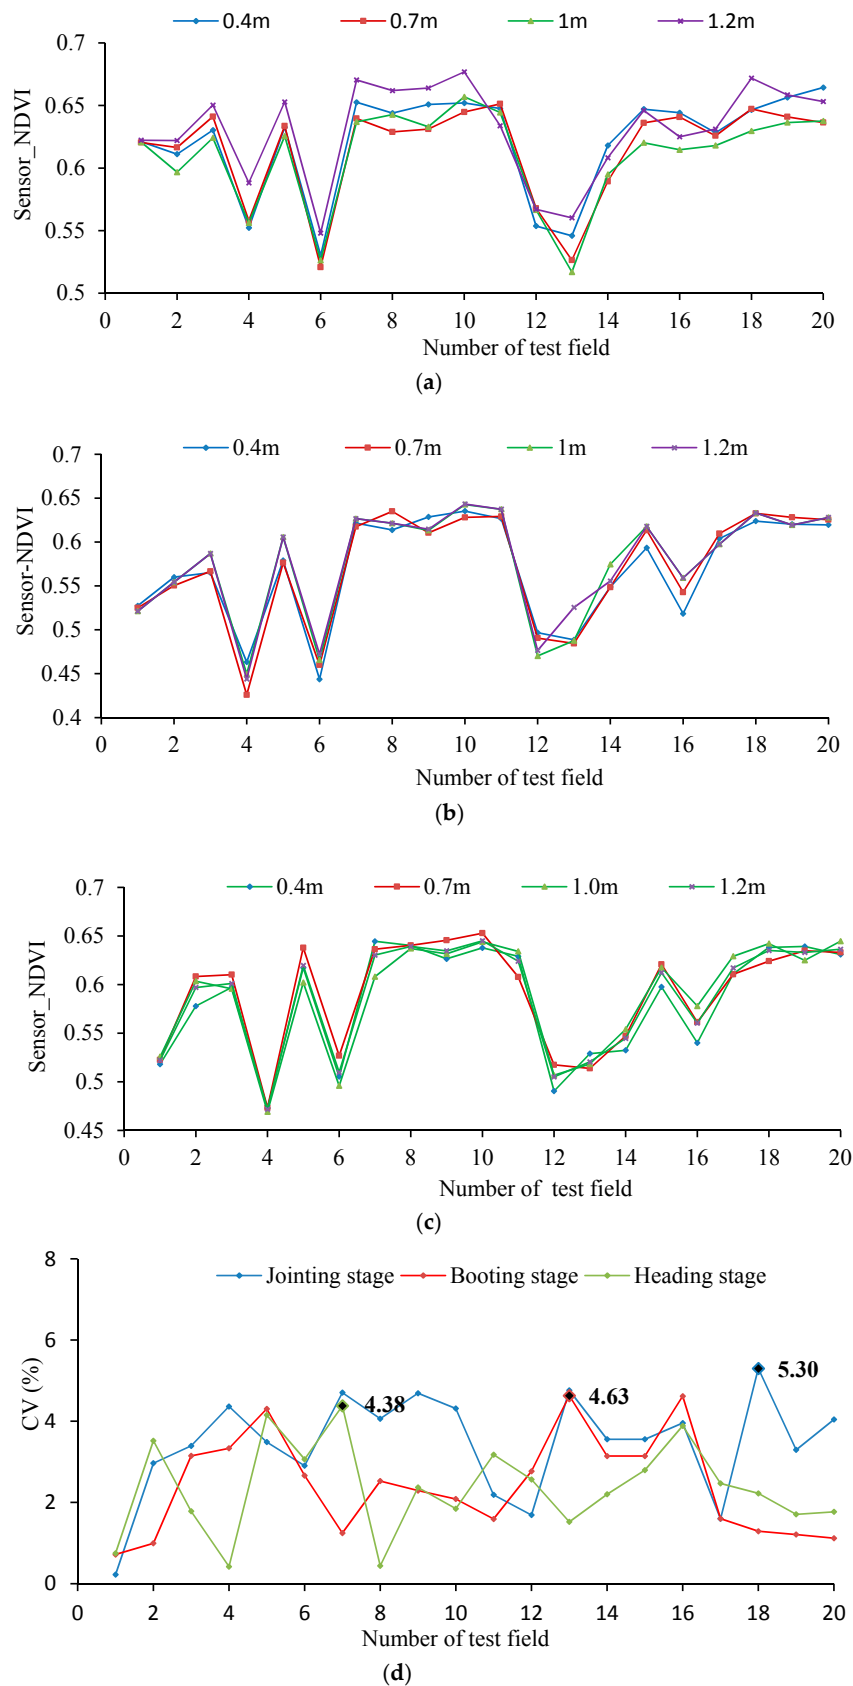 0.4m 0.7m 1m 1.2m
0.7
0.65
0.6
0.55
0.5
Sensor_NDVI
0 2 4 6 8 10 12 14 16 18 20
Number of test field
(a)
0.4m 0.7m 1m 1.2m
0.7
0.65
0.6
0.55
0.5
0.45
0.4
Sensor-NDVI
0 2 4 6 8 10 12 14 16 18 20
Number of test field
(b)
0.4m 0.7m 1.0m 1.2m
0.7
0.65
0.6
0.55
0.5
0.45
Sensor_NDVI
0 2 4 6 8 10 12 14 16 18 20
Number of test field
(c)
Jointing stage Booting stage Heading stage
8
6
4
2
0
CV (%)
4.38
4.63
5.30
0 2 4 6 8 10 12 14 16 18 20
Number of test field
(d)